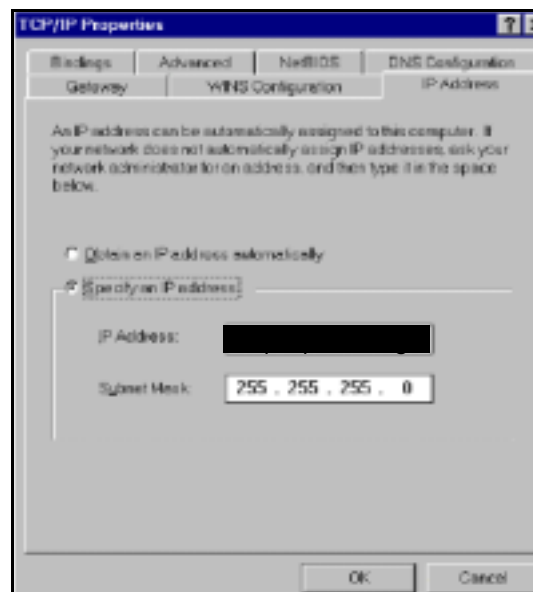 TCP/IP Properties
?
Bindings Advanced NetBIOS DNS Configuration
Gateway WINS Configuration IP Address
An IP address can be automatically assigned to this computer. If
your network does not automatically assign IP addresses, ask your
network administrator for an address, and then type it in the space
below.
Obtain an IP address automatically
Specify an IP address:
IP Address:
Subnet Mask: 255 . 255 . 255 . 0
OK Cancel